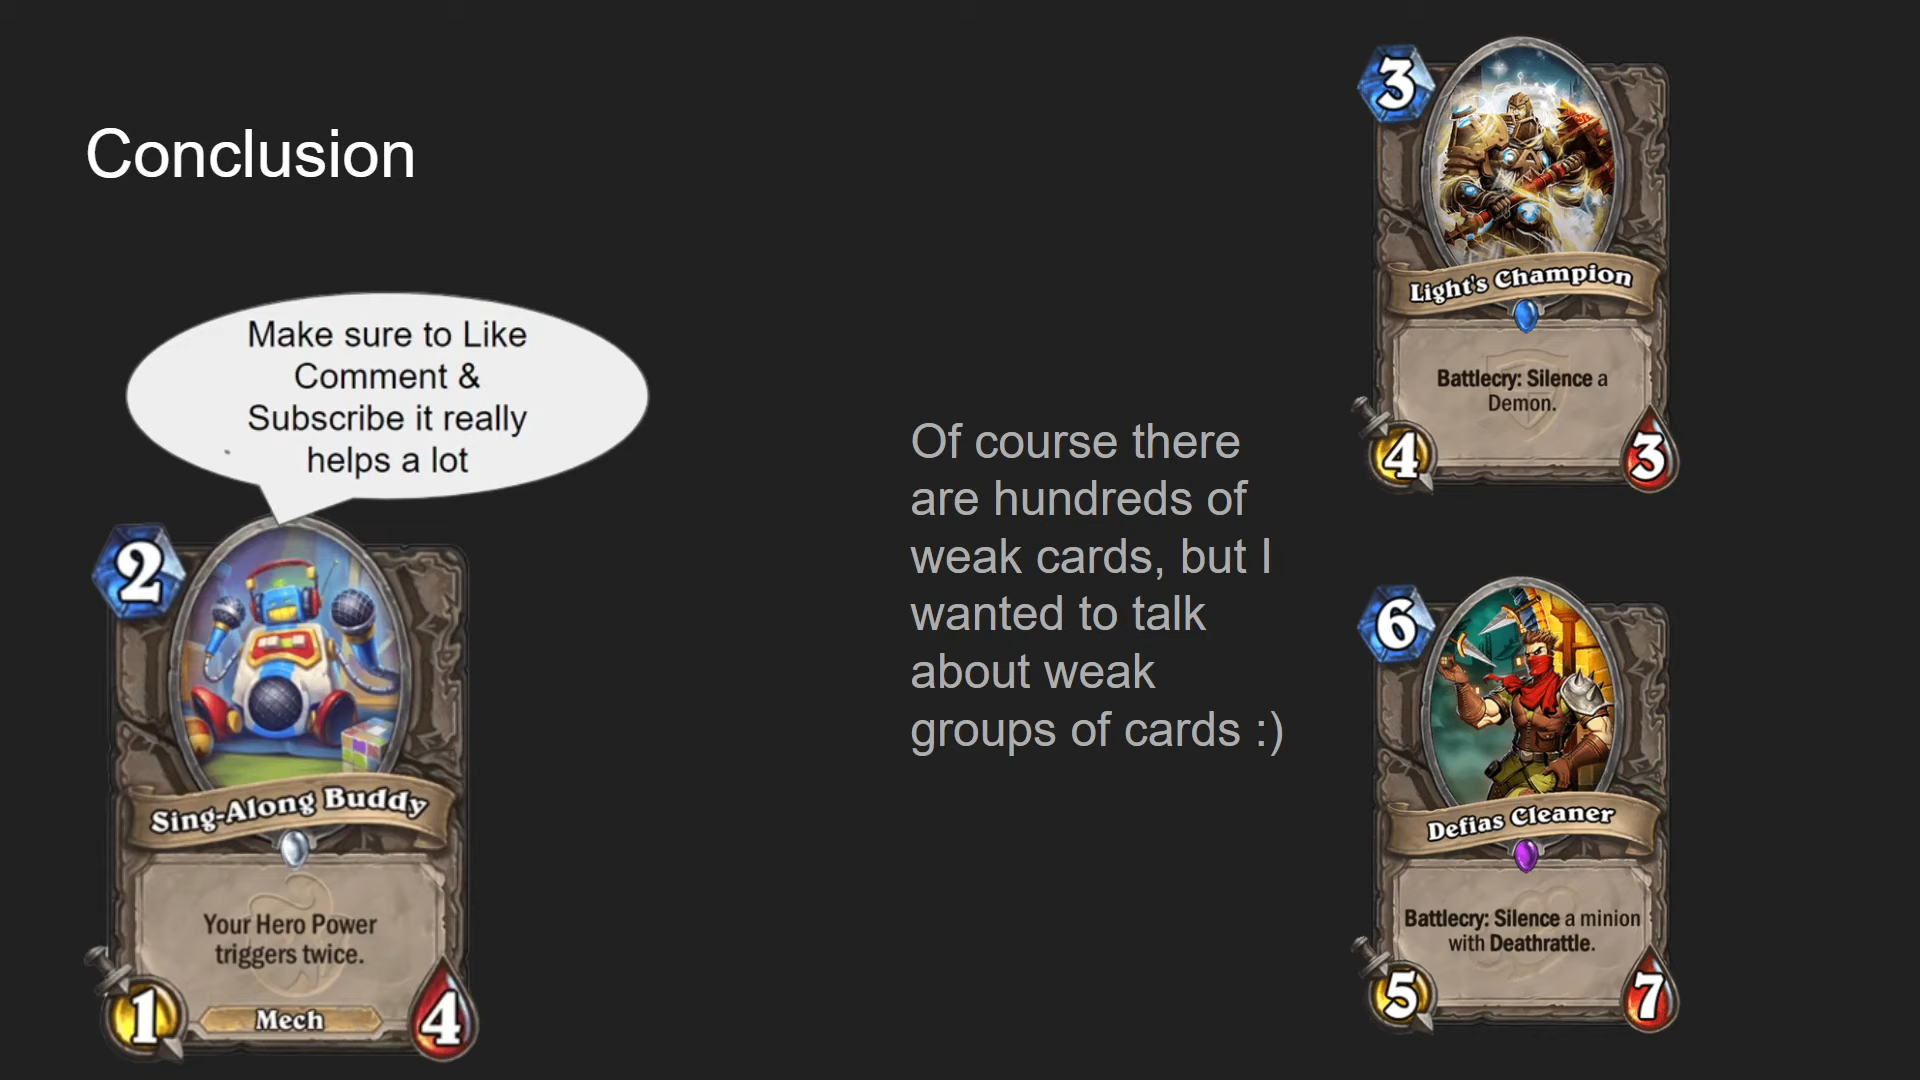 Conclusion
Make sure to Like
Comment &
Subscribe it really
helps a lot
2
Sing-Along Buddy
Your Hero Power
triggers twice.
1
Mech
4
Of course there
are hundreds of
weak cards, but I
wanted to talk
about weak
groups of cards :)
3
Light's Champion
Battlecry: Silence a
Demon.
4
3
6
Defias Cleaner
Battlecry: Silence a minion
with Deathrattle.
5
7